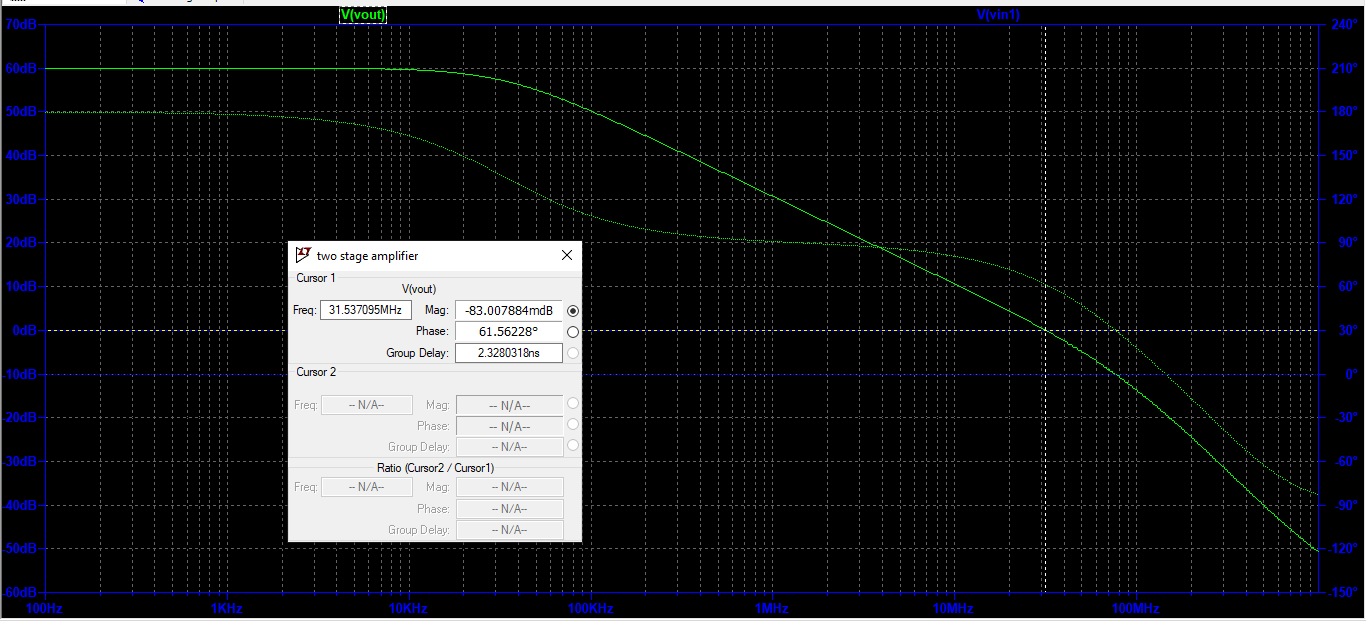 V(vout) V(vin1)
70dB 240°
60dB 210°
50dB 180°
40dB 150°
30dB 120°
20dB 90°
10dB 60°
0dB 30°
-10dB 0°
-20dB -30°
-30dB -60°
-40dB -90°
-50dB -120°
-60dB -150°
100Hz 1KHz 10KHz 100KHz 1MHz 10MHz 100MHz
two stage amplifier
Cursor 1
V(vout)
Freq: 31.537095MHz Mag: -83.007884mdB
Phase: 61.56228°
Group Delay: 2.3280318ns
Cursor 2
Freq: -- N/A-- Mag: -- N/A--
Phase: -- N/A--
Group Delay: -- N/A--
Ratio (Cursor2 / Cursor1)
Freq: -- N/A-- Mag: -- N/A--
Phase: -- N/A--
Group Delay: -- N/A--